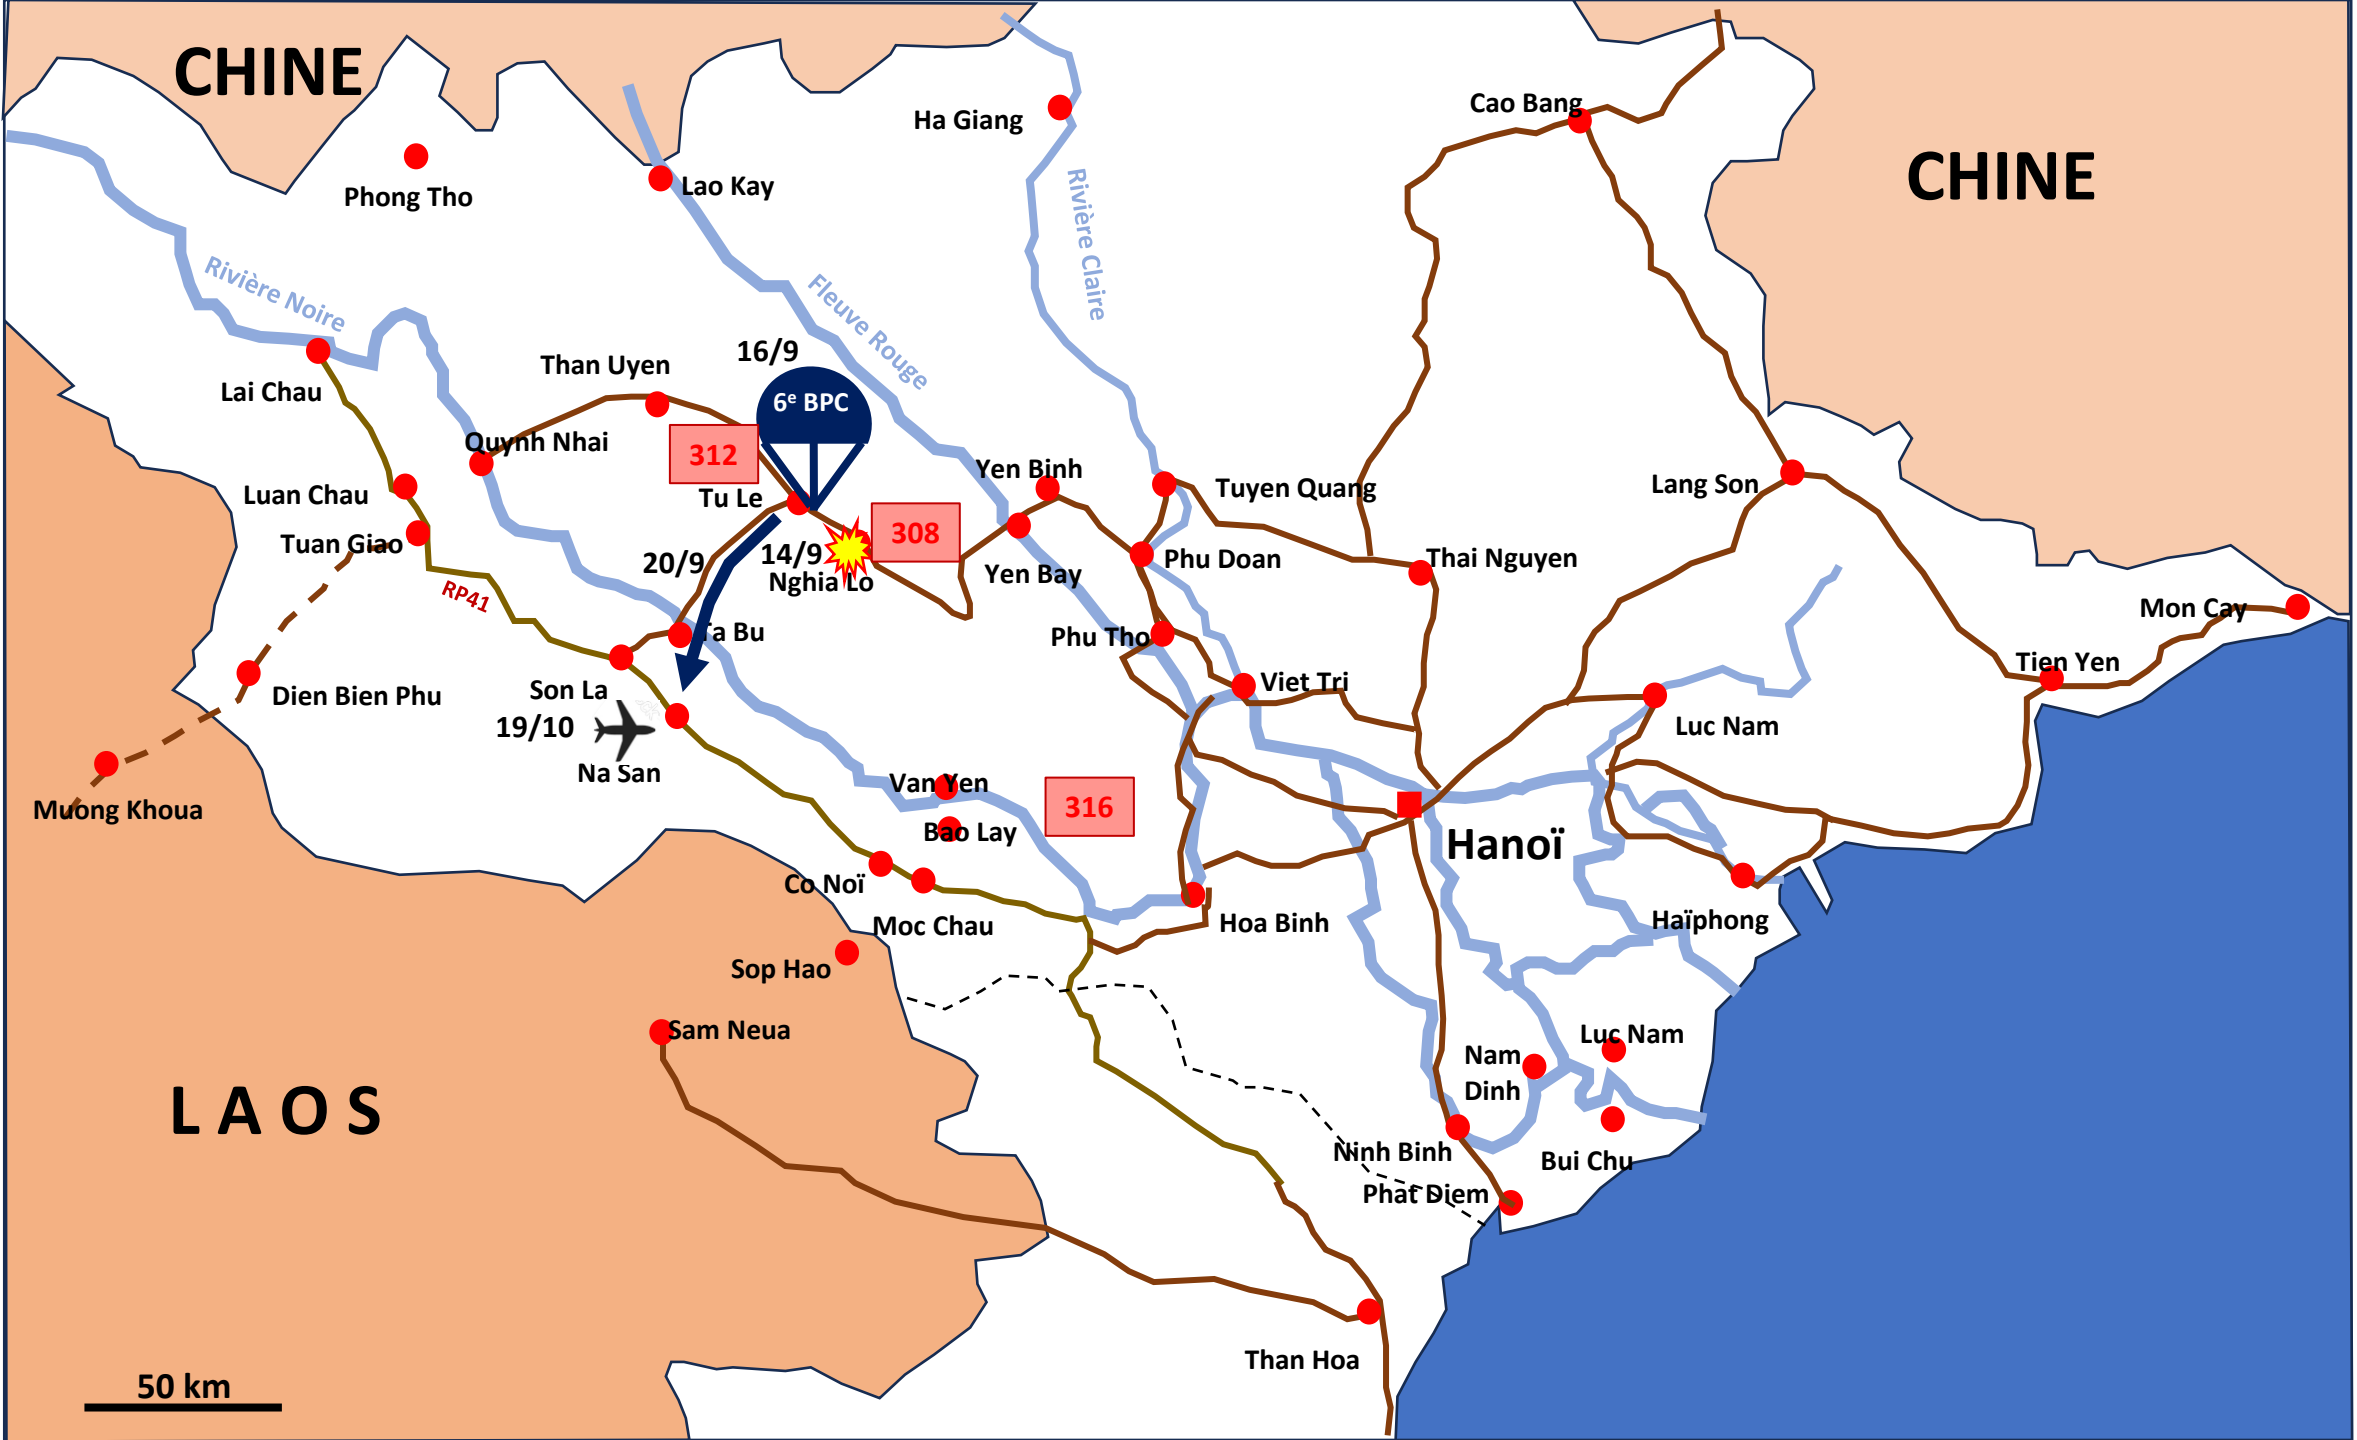 CHINE
CHINE
Ha Giang
Cao Bang
Phong Tho
Lao Kay
Rivière Claire
Rivière Noire
Fleuve Rouge
16/9
Than Uyen
Lai Chau
6e BPC
Quynh Nhai
312
Yen Binh
Tuyen Quang
Lang Son
Luan Chau
Tu Le
308
Tuan Giao
20/9
14/9
Nghia Lo
Yen Bay
Phu Doan
Thai Nguyen
RP41
Mon Cay
Ta Bu
Phu Tho
Tien Yen
Dien Bien Phu
Son La
Viet Tri
19/10
Luc Nam
Na San
Van Yen
316
Muong Khoua
Bao Lay
Hanoï
Co Noï
Moc Chau
Hoa Binh
Haïphong
Sop Hao
Sam Neua
Luc Nam
Nam
Dinh
LAOS
Ninh Binh
Bui Chu
Phat Diem
Than Hoa
50 km